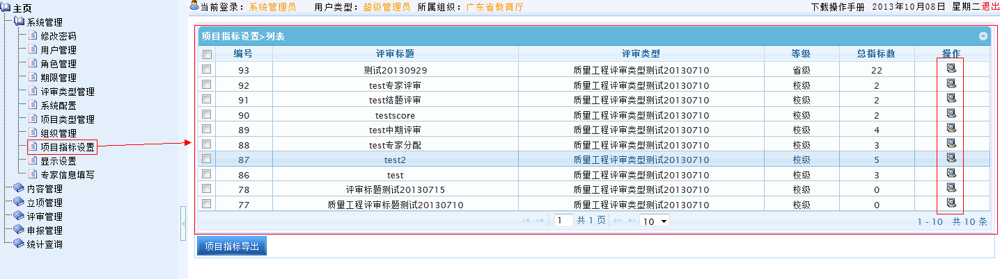 主页
系统管理
修改密码
用户管理
角色管理
期限管理
评审类型管理
系统配置
项目类型管理
组织管理
项目指标设置
显示设置
专家信息填写
内容管理
立项管理
评审管理
申报管理
统计查询
当前登录：系统管理员 用户类型：超级管理员 所属组织：广东省教育厅 下载操作手册 2013年10月08日 星期二退出
项目指标设置>列表
编号 评审标题 评审类型 等级 总指标数 操作
93 测试20130929 质量工程评审类型测试20130710 省级 22
92 test专家评审 质量工程评审类型测试20130710 校级 2
91 test结题评审 质量工程评审类型测试20130710 校级 2
90 testscore 质量工程评审类型测试20130710 校级 2
89 test中期评审 质量工程评审类型测试20130710 校级 4
88 test专家分配 质量工程评审类型测试20130710 校级 3
87 test2 质量工程评审类型测试20130710 校级 5
86 test 质量工程评审类型测试20130710 校级 3
78 评审标题测试20130715 质量工程评审类型测试20130710 校级 0
77 质量工程评审标题测试20130710 质量工程评审类型测试20130710 校级 0
1 共 1 页 10 1 - 10 共 10 条
项目指标导出